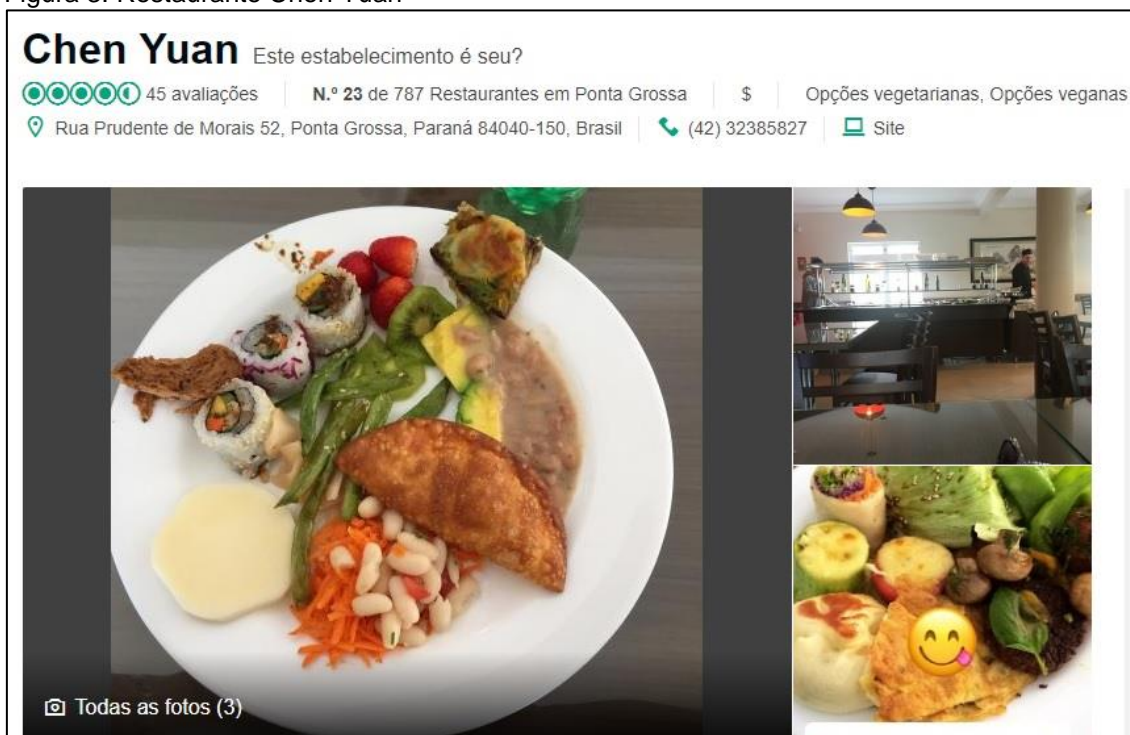 Figura 8: Restaurante Chen Yuan
Chen Yuan Este estabelecimento é seu?
45 avaliações N.º 23 de 787 Restaurantes em Ponta Grossa $ Opções vegetarianas, Opções veganas
Rua Prudente de Morais 52, Ponta Grossa, Paraná 84040-150, Brasil (42) 32385827 Site
Todas as fotos (3)